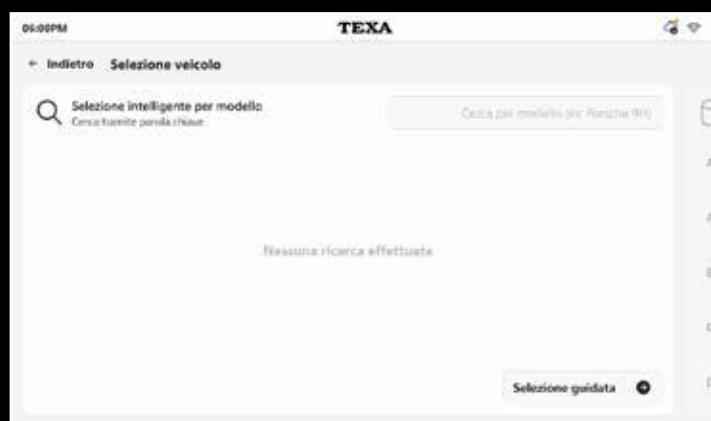 06:00PM
TEXA
← Indietro Selezione veicolo
Selezione intelligente per modello
Cerca tramite parola chiave
Cerca per modello (es: Porsche 911)
Nessuna ricerca effettuata
Selezione guidata